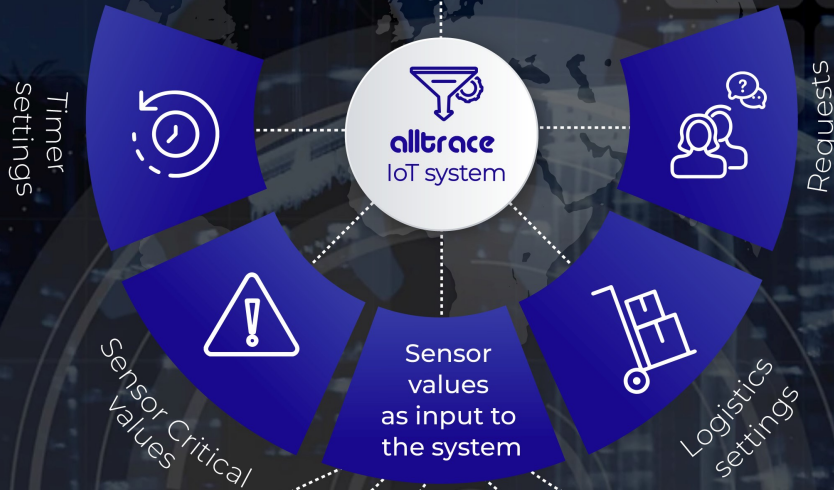 alltrace
IoT system
Timer
settings
Requests
?
Sensor Critical
values
Sensor
values
as input to
the system
Logistics
settings